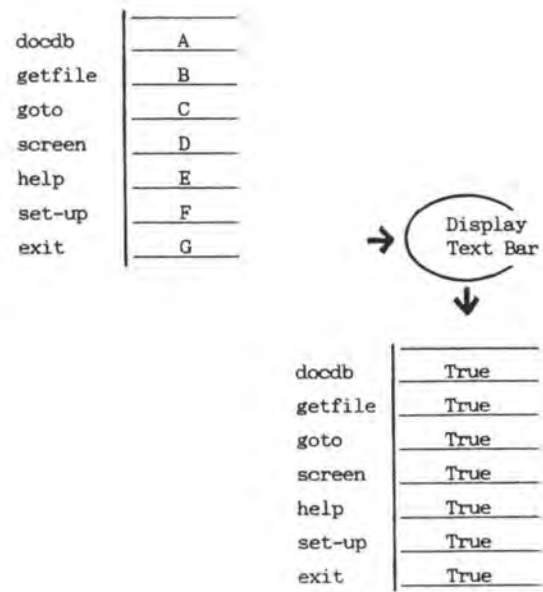 docdb A
getfile B
goto C
screen D
help E
set-up F
exit G
Display
Text Bar
docdb True
getfile True
goto True
screen True
help True
set-up True
exit True